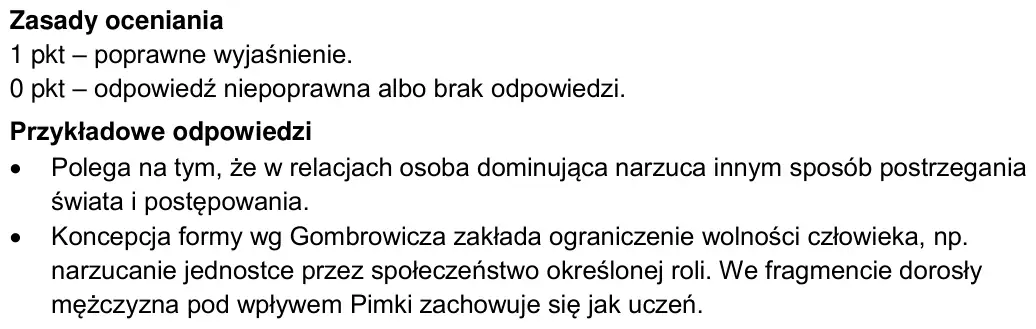 Zasady oceniania
1 pkt – poprawne wyjaśnienie.
0 pkt – odpowiedź niepoprawna albo brak odpowiedzi.
Przykładowe odpowiedzi
• Polega na tym, że w relacjach osoba dominująca narzuca innym sposób postrzegania
świata i postępowania.
• Koncepcja formy wg Gombrowicza zakłada ograniczenie wolności człowieka, np.
narzucanie jednostce przez społeczeństwo określonej roli. We fragmencie dorosły
mężczyzna pod wpływem Pimki zachowuje się jak uczeń.